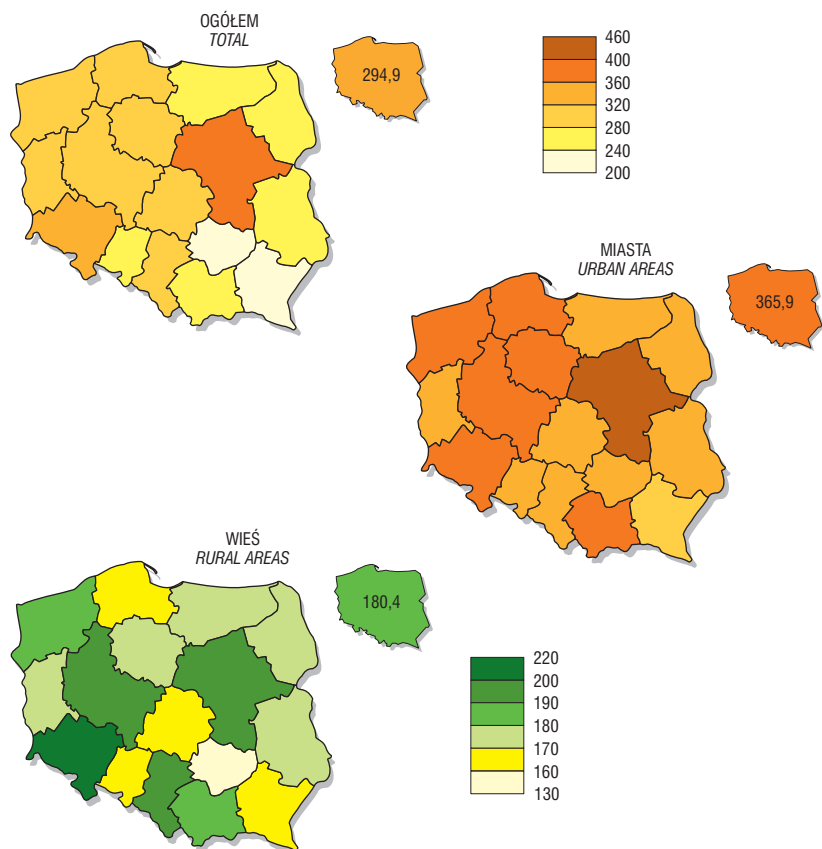 OGÓŁEM
TOTAL
294,9
460
400
360
320
280
240
200
MIASTA
URBAN AREAS
365,9
WIEŚ
RURAL AREAS
180,4
220
200
190
180
170
160
130